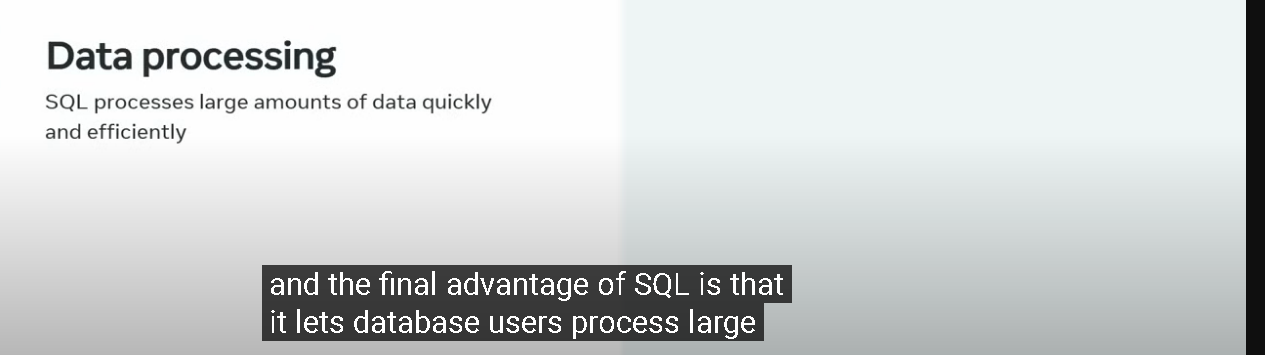 Data processing
SQL processes large amounts of data quickly
and efficiently
and the final advantage of SQL is that
it lets database users process large